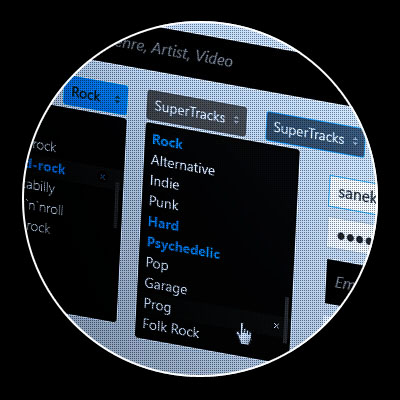 enre, Artist, Video
Rock
SuperTracks
SuperTracks
rock
l-rock
abilly
'n'nroll
rock
Rock
Alternative
Indie
Punk
Hard
Psychedelic
Pop
Garage
Prog
Folk Rock
sanek
Em